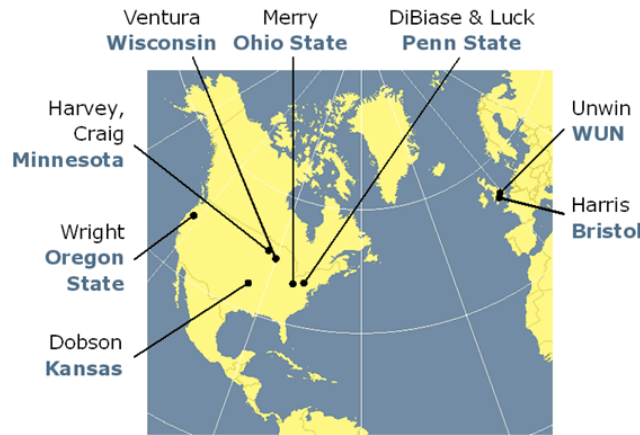 Ventura
Wisconsin
Merry
Ohio State
DiBiase & Luck
Penn State
Harvey,
Craig
Minnesota
Unwin
WUN
Wright
Oregon
State
Harris
Bristol
Dobson
Kansas